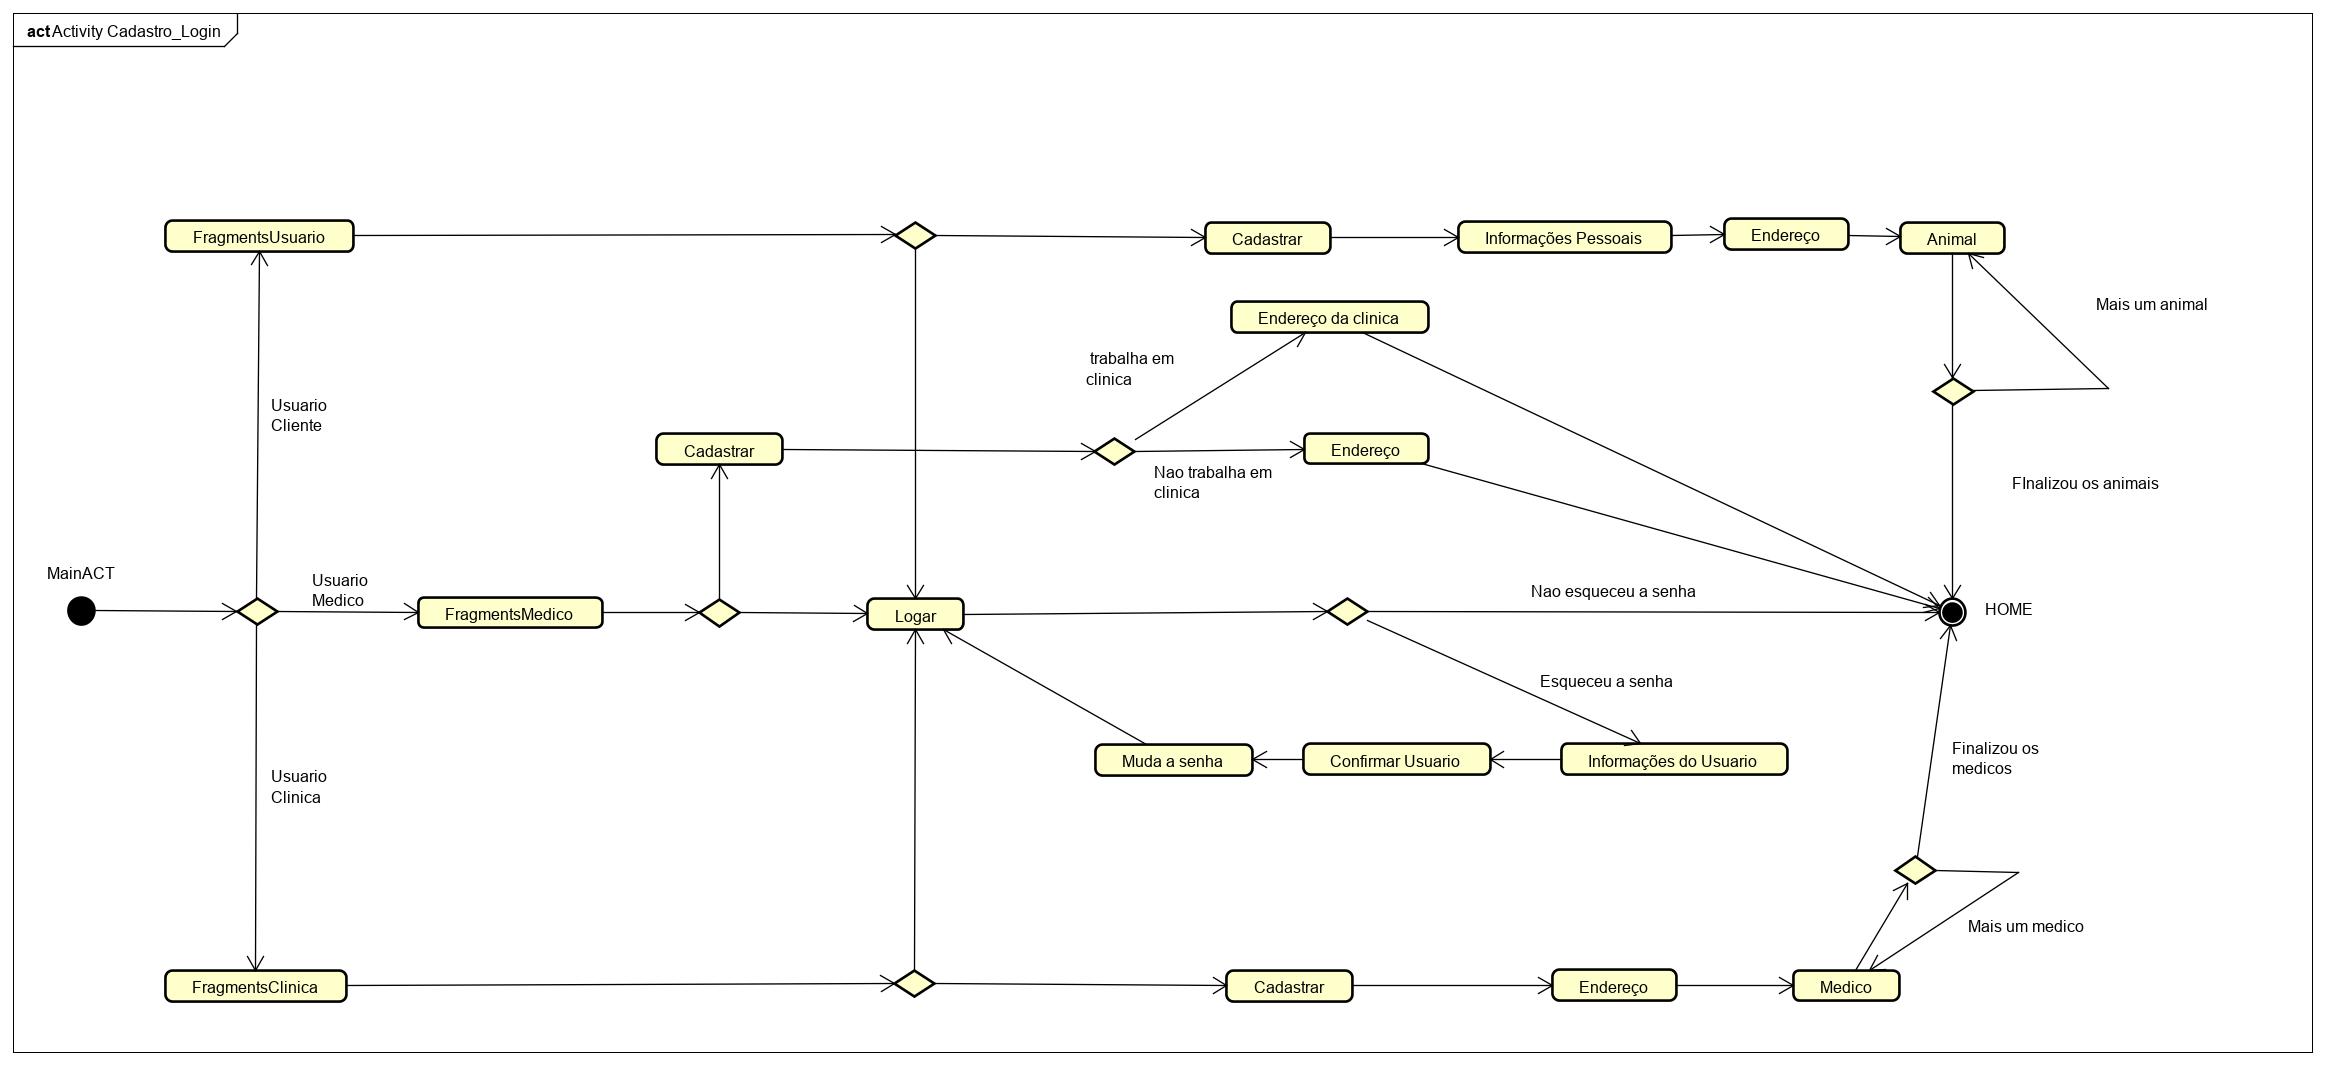 act Activity Cadastro_Login
FragmentsUsuario
Cadastrar
Informações Pessoais
Endereço
Animal
Mais um animal
Endereço da clinica
trabalha em
clinica
Usuario
Cliente
Cadastrar
Endereço
Nao trabalha em
clinica
FInalizou os animais
MainACT
Usuario
Medico
FragmentsMedico
Logar
Nao esqueceu a senha
HOME
Esqueceu a senha
Muda a senha
Confirmar Usuario
Informações do Usuario
Finalizou os
medicos
Usuario
Clinica
Mais um medico
FragmentsClinica
Cadastrar
Endereço
Medico